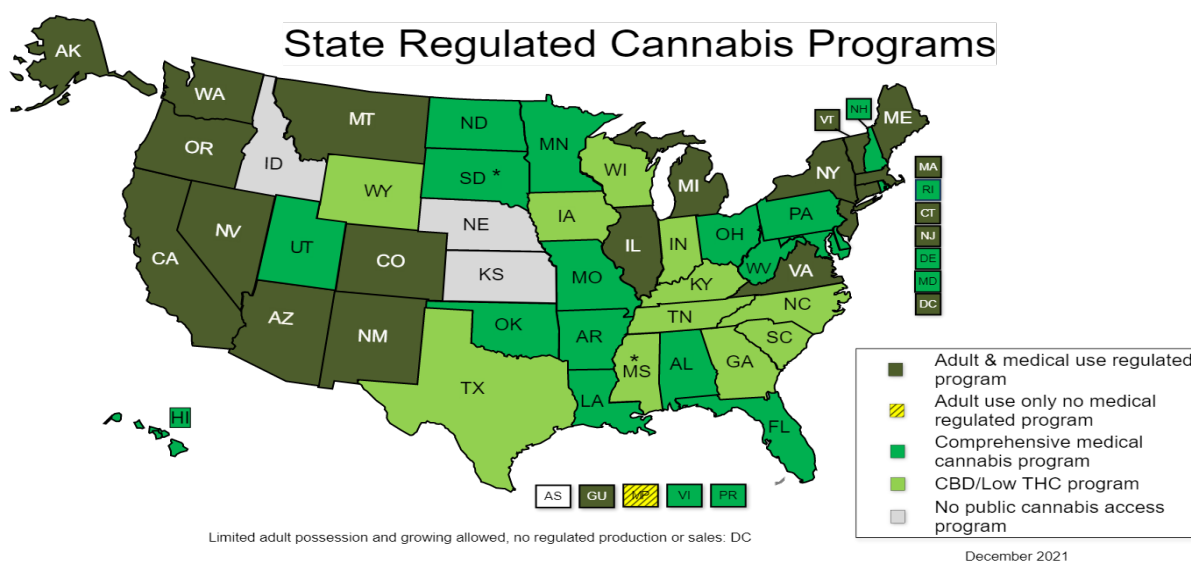 State Regulated Cannabis Programs
AK
WA
MT
ND
MN
NH
VT
ME
OR
ID
SD *
WI
MI
NY
MA
WY
RI
CT
NJ
DE
MD
DC
NV
UT
NE
IA
IL
IN
OH
PA
CA
CO
KS
MO
WV
VA
KY
NC
TN
AZ
NM
OK
AR
SC
*
MS
AL
GA
TX
LA
FL
HI
AS
GU
MP
VI
PR
Adult & medical use regulated
program
Adult use only no medical
regulated program
Comprehensive medical
cannabis program
CBD/Low THC program
No public cannabis access
program
Limited adult possession and growing allowed, no regulated production or sales: DC
December 2021